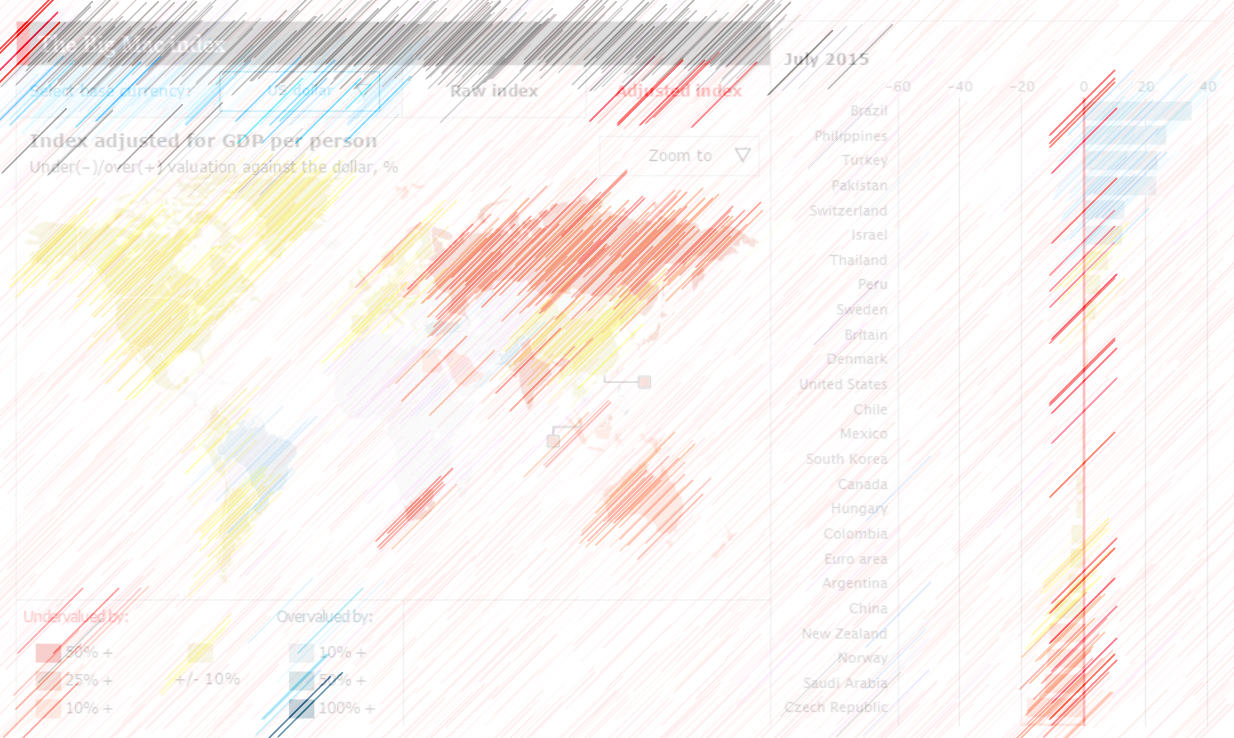 The Big Mac index
Select base currency: US dollar Raw index Adjusted index
Index adjusted for GDP per person
Under(−)/over(+) valuation against the dollar, %
Zoom to
Undervalued by:
50% +
25% +
10% +
+/- 10%
Overvalued by:
10% +
50% +
100% +
July 2015
-60 -40 -20 0 20 40
Brazil
Philippines
Turkey
Pakistan
Switzerland
Israel
Thailand
Peru
Sweden
Britain
Denmark
United States
Chile
Mexico
South Korea
Canada
Hungary
Colombia
Euro area
Argentina
China
New Zealand
Norway
Saudi Arabia
Czech Republic